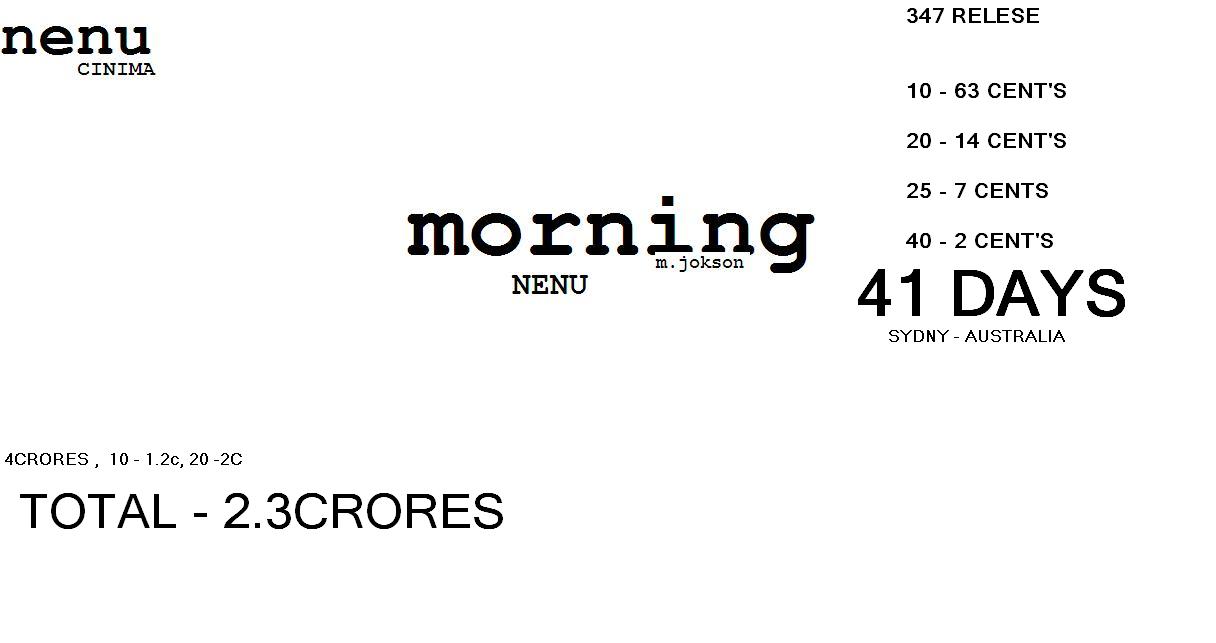 nenu
CINIMA
347 RELESE
10 - 63 CENT'S
20 - 14 CENT'S
25 - 7 CENTS
40 - 2 CENT'S
morning
m.jokson
NENU
41 DAYS
SYDNY - AUSTRALIA
4CRORES , 10 - 1.2c, 20 -2C
TOTAL - 2.3CRORES